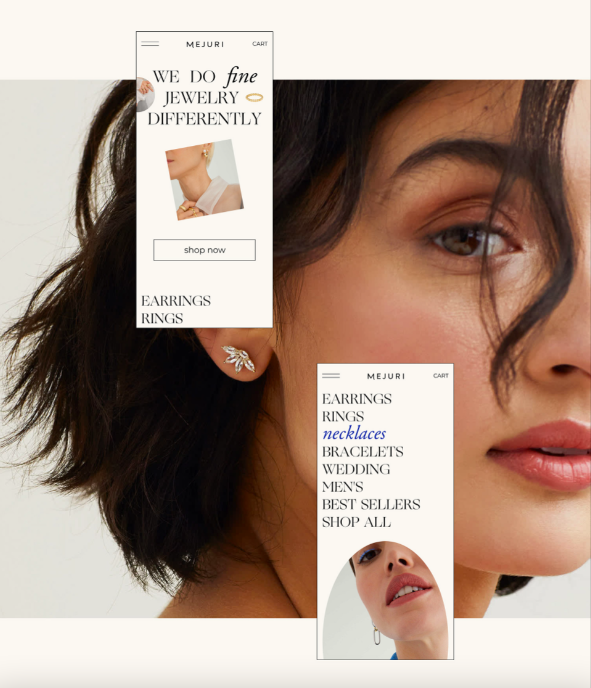 MEJURI
CART
WE DO fine
JEWELRY
DIFFERENTLY
shop now
EARRINGS
RINGS
MEJURI
CART
EARRINGS
RINGS
necklaces
BRACELETS
WEDDING
MEN'S
BEST SELLERS
SHOP ALL